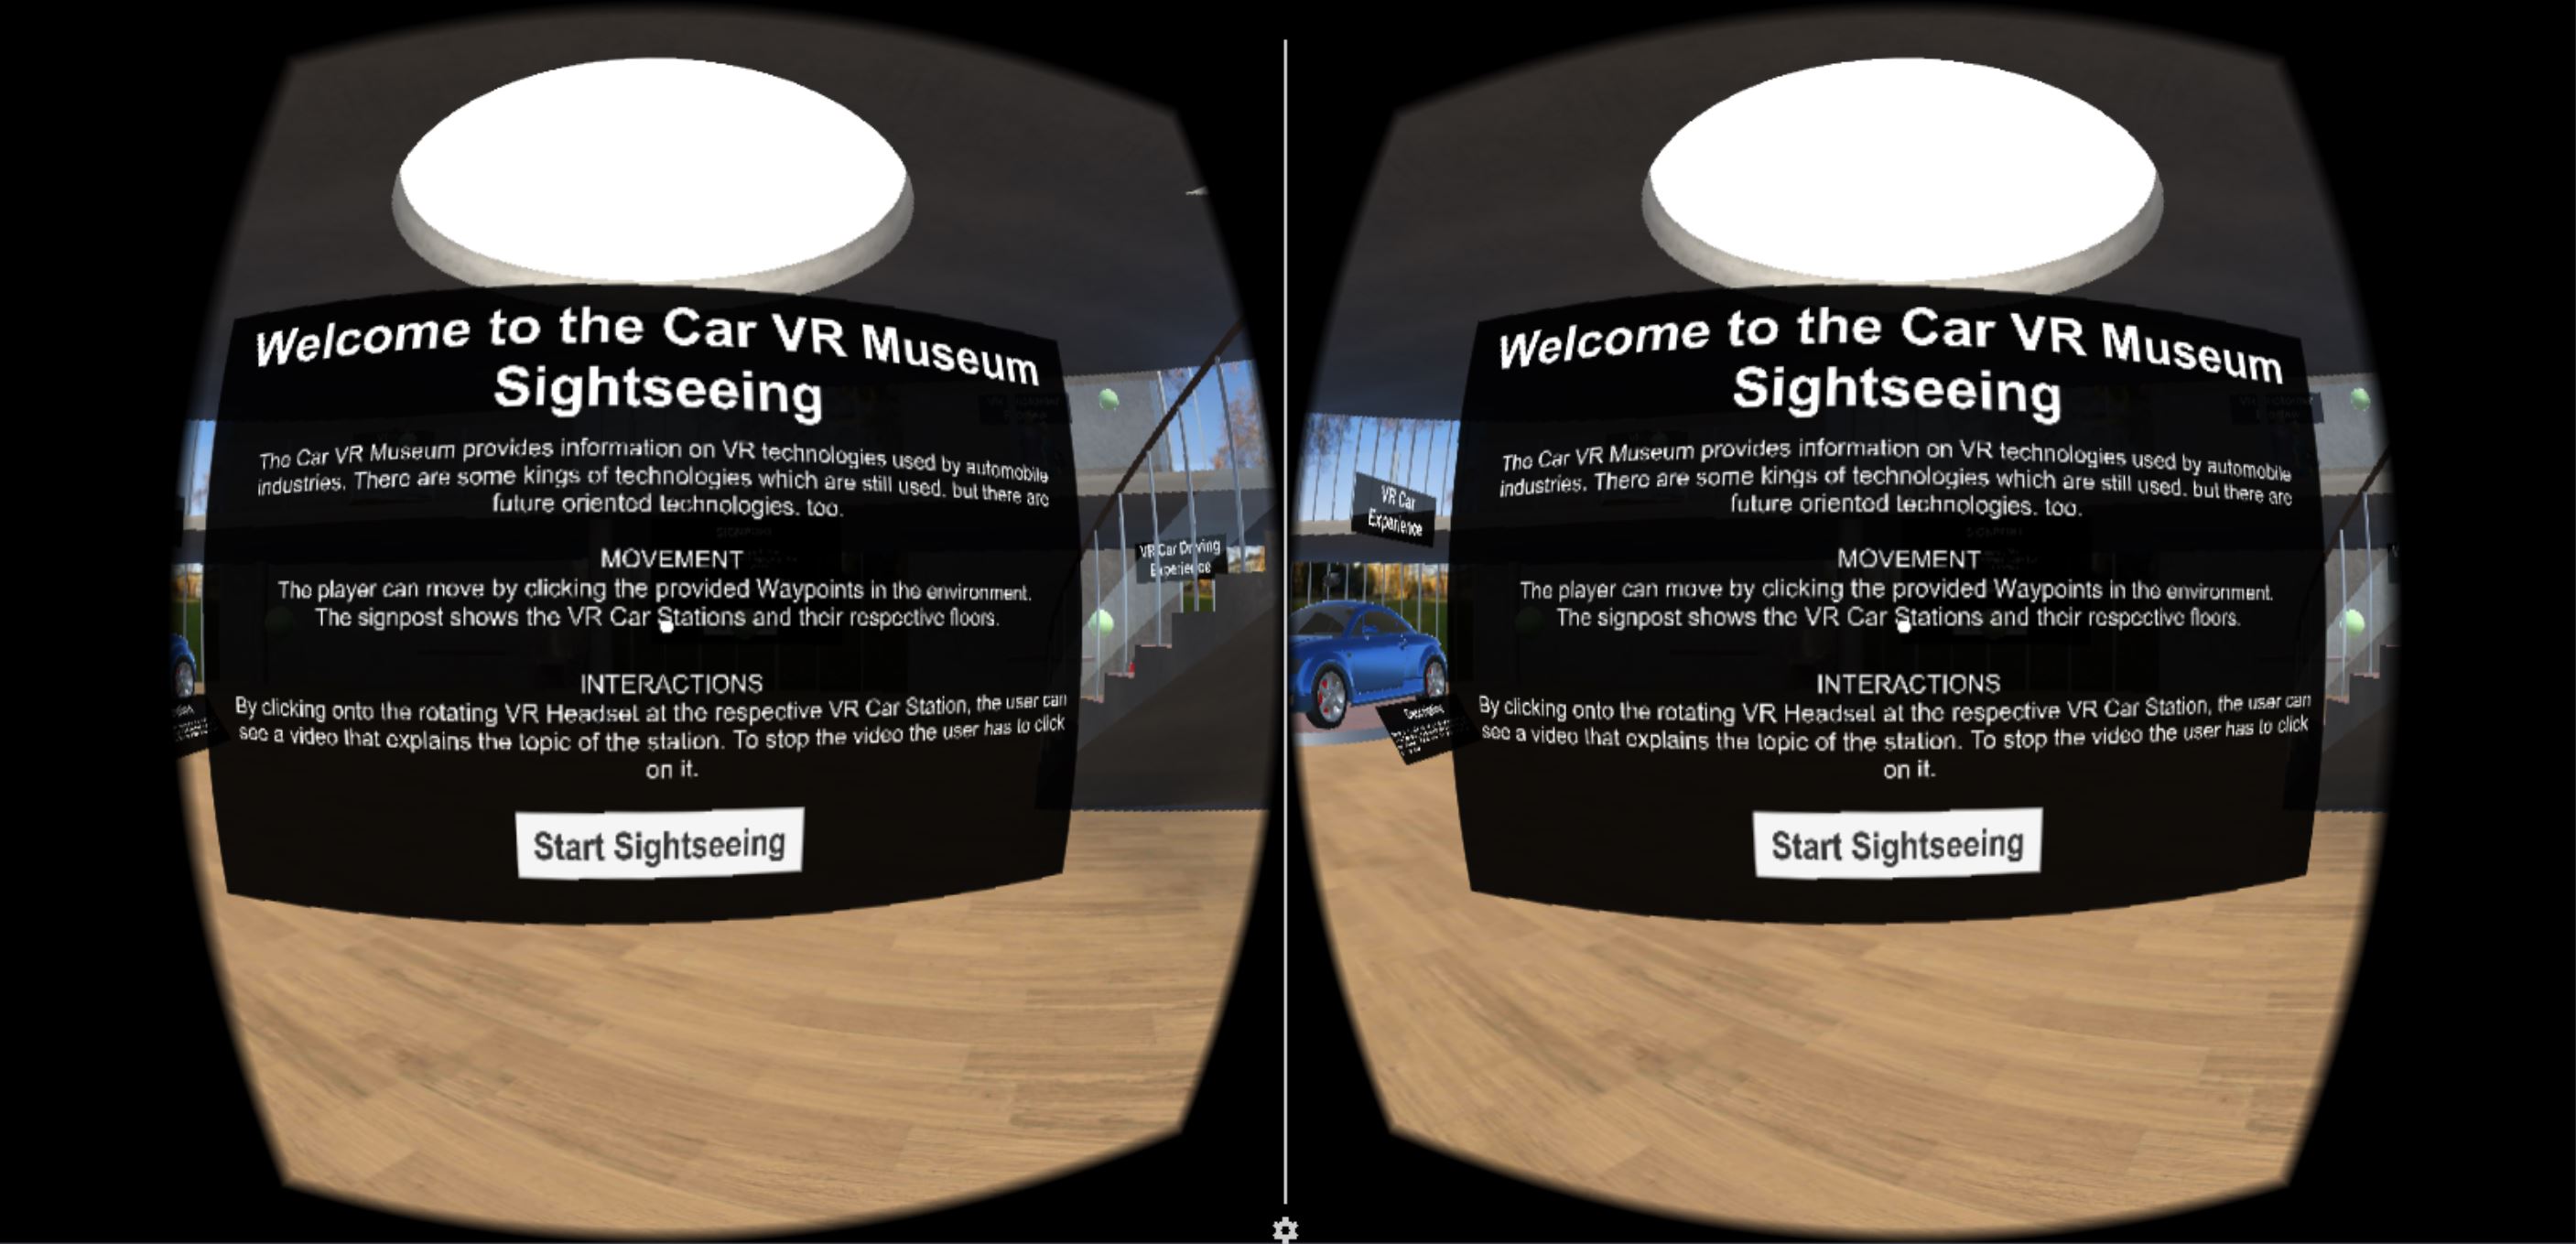 Welcome to the Car VR Museum
Sightseeing
The Car VR Museum provides information on VR technologies used by automobile
industries. There are some kings of technologies which are still used. but there are
future oriented technologies. too.
MOVEMENT
The player can move by clicking the provided Waypoints in the environment.
The signpost shows the VR Car Stations and their respective floors.
INTERACTIONS
By clicking onto the rotating VR Headset at the respective VR Car Station, the user can
see a video that explains the topic of the station. To stop the video the user has to click
on it.
Start Sightseeing
VR Car Driving
Experience
VR Car
Experience
Welcome to the Car VR Museum
Sightseeing
The Car VR Museum provides information on VR technologies used by automobile
industries. There are some kings of technologies which are still used. but there are
future oriented technologies. too.
MOVEMENT
The player can move by clicking the provided Waypoints in the environment.
The signpost shows the VR Car Stations and their respective floors.
INTERACTIONS
By clicking onto the rotating VR Headset at the respective VR Car Station, the user can
see a video that explains the topic of the station. To stop the video the user has to click
on it.
Start Sightseeing